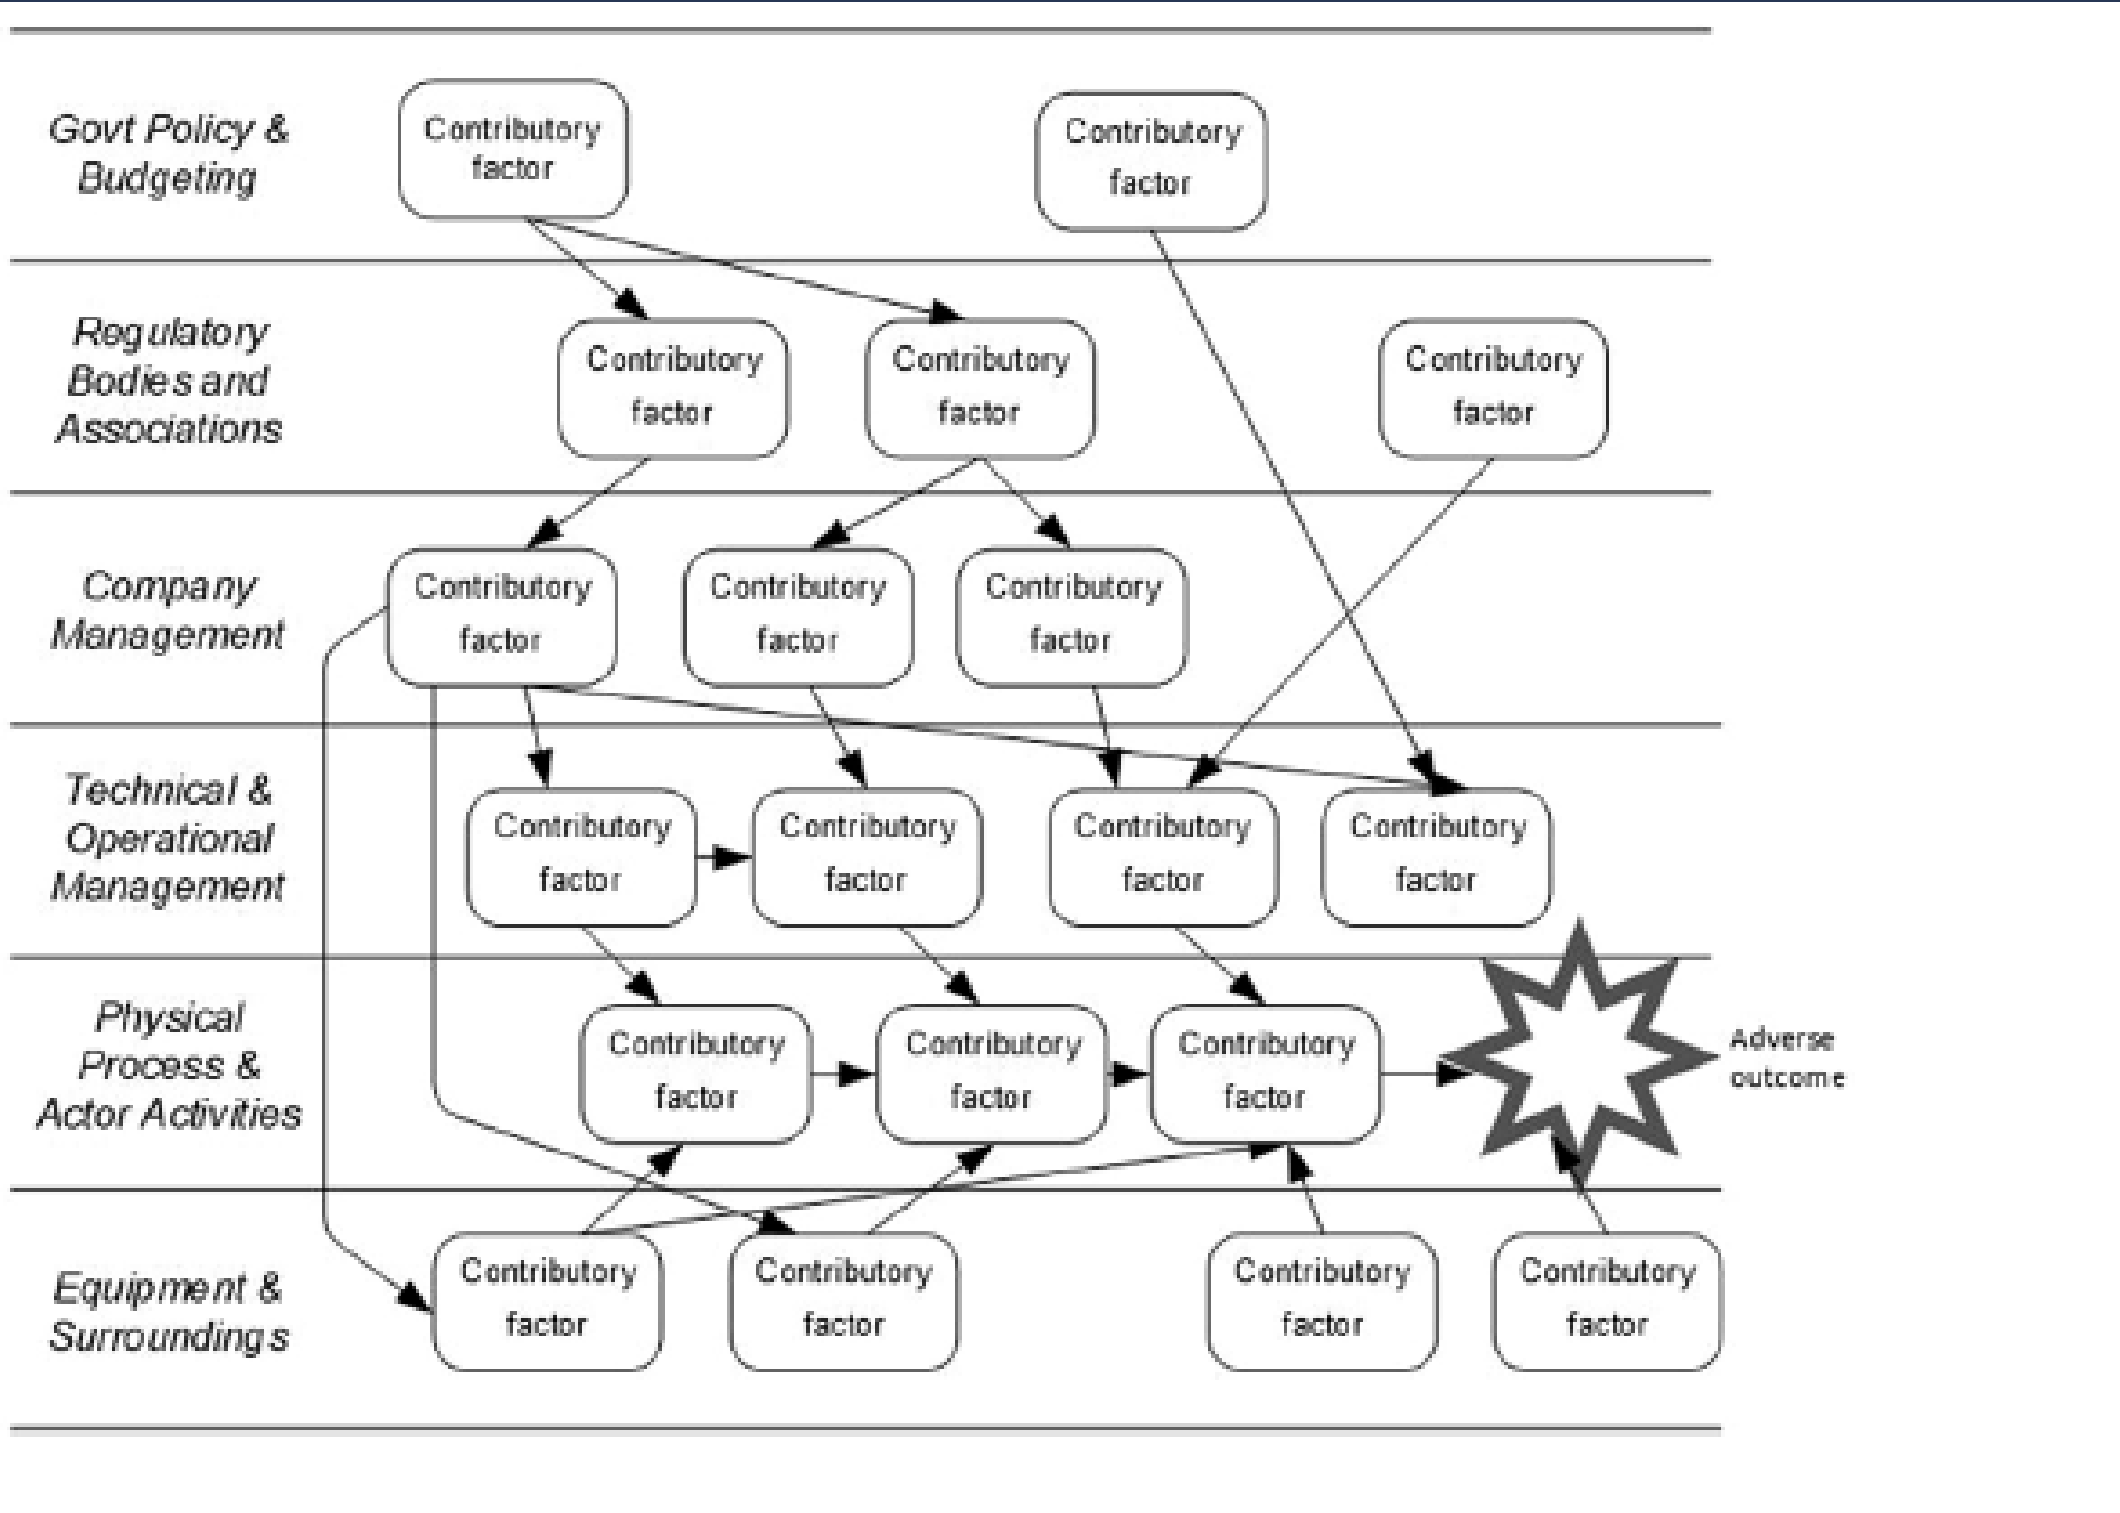 Govt Policy &
Budgeting
Contributory
factor
Contributory
factor
Regulatory
Bodies and
Associations
Contributory
factor
Contributory
factor
Contributory
factor
Company
Management
Contributory
factor
Contributory
factor
Contributory
factor
Technical &
Operational
Management
Contributory
factor
Contributory
factor
Contributory
factor
Contributory
factor
Physical
Process &
Actor Activities
Contributory
factor
Contributory
factor
Contributory
factor
Adverse
outcome
Equipment &
Surroundings
Contributory
factor
Contributory
factor
Contributory
factor
Contributory
factor